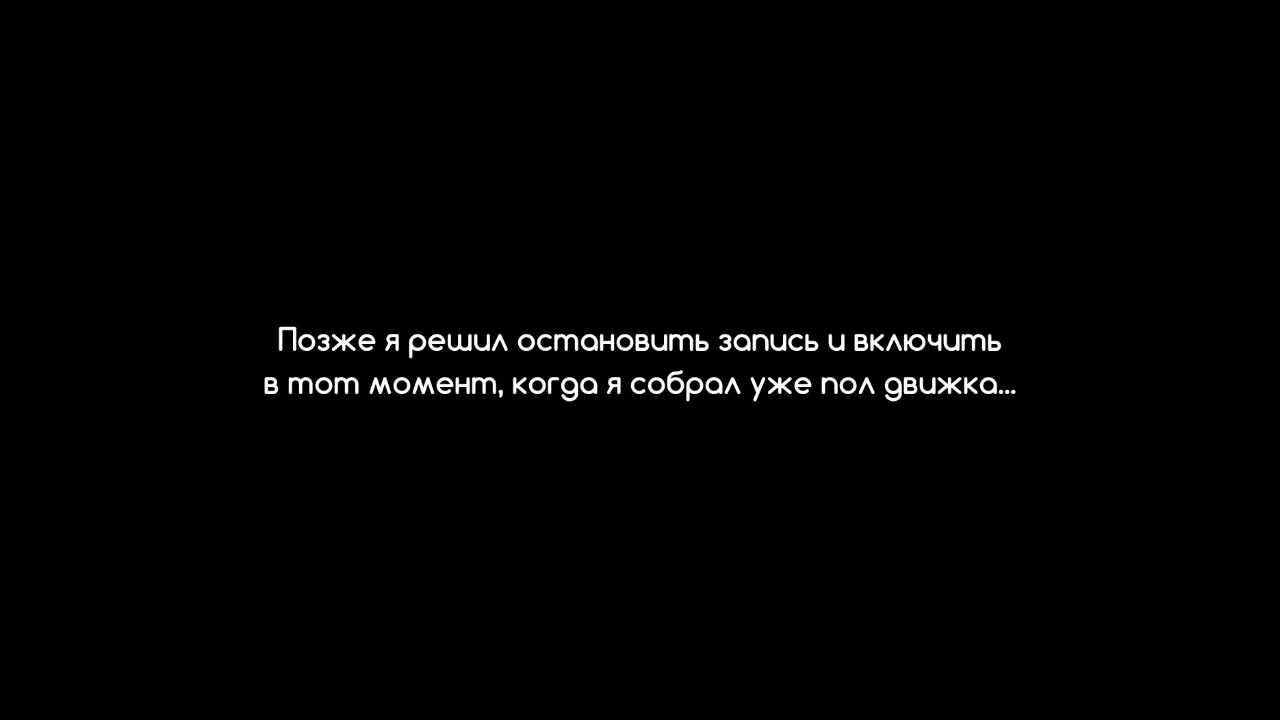 Позже я решил остановить запись и включить
в тот момент, когда я собрал уже пол движка...